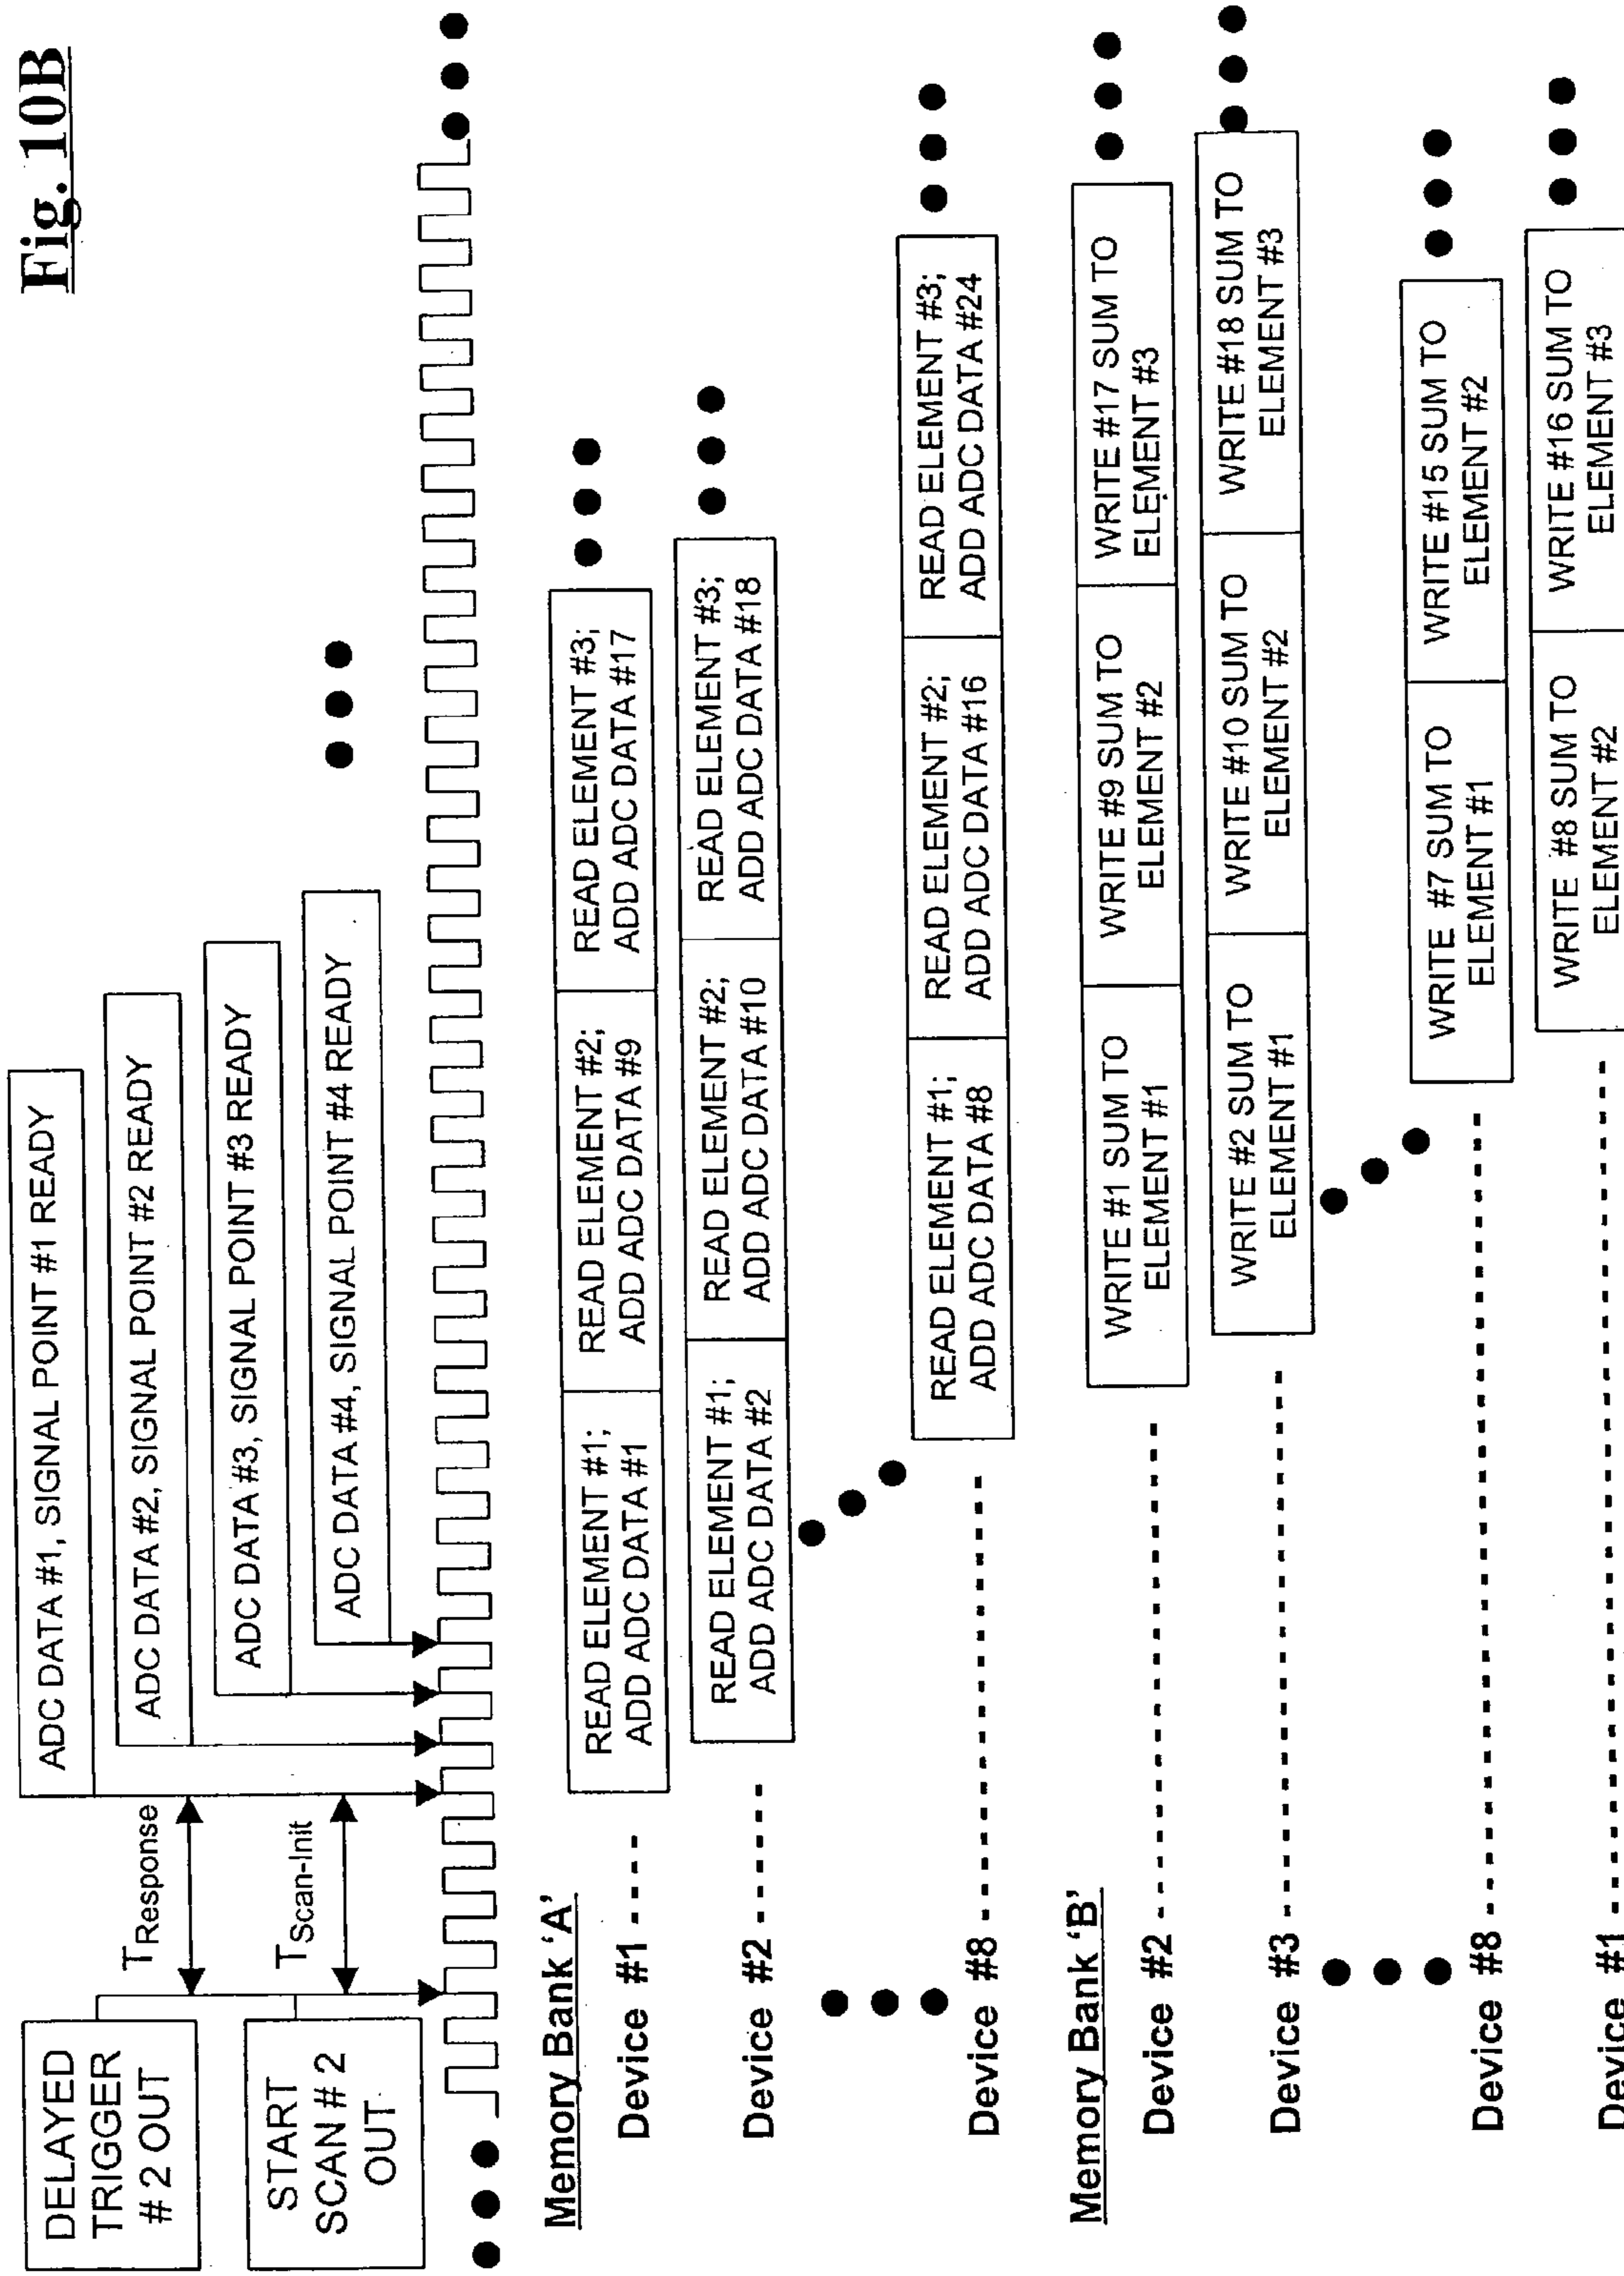 Fig. 10B
DELAYED
TRIGGER
# 2 OUT
START
SCAN # 2
OUT
TResponse
TScan-Init
ADC DATA #1, SIGNAL POINT #1 READY
ADC DATA #2, SIGNAL POINT #2 READY
ADC DATA #3, SIGNAL POINT #3 READY
ADC DATA #4, SIGNAL POINT #4 READY
Memory Bank 'A'
Device #1
READ ELEMENT #1;
ADD ADC DATA #1
READ ELEMENT #2;
ADD ADC DATA #9
READ ELEMENT #3;
ADD ADC DATA #17
Device #2
READ ELEMENT #1;
ADD ADC DATA #2
READ ELEMENT #2;
ADD ADC DATA #10
READ ELEMENT #3;
ADD ADC DATA #18
Device #8
READ ELEMENT #1;
ADD ADC DATA #8
READ ELEMENT #2;
ADD ADC DATA #16
READ ELEMENT #3;
ADD ADC DATA #24
Memory Bank 'B'
Device #2
WRITE #1 SUM TO
ELEMENT #1
WRITE #9 SUM TO
ELEMENT #2
WRITE #17 SUM TO
ELEMENT #3
Device #3
WRITE #2 SUM TO
ELEMENT #1
WRITE #10 SUM TO
ELEMENT #2
WRITE #18 SUM TO
ELEMENT #3
Device #8
WRITE #7 SUM TO
ELEMENT #1
WRITE #15 SUM TO
ELEMENT #2
Device #1
WRITE #8 SUM TO
ELEMENT #2
WRITE #16 SUM TO
ELEMENT #3